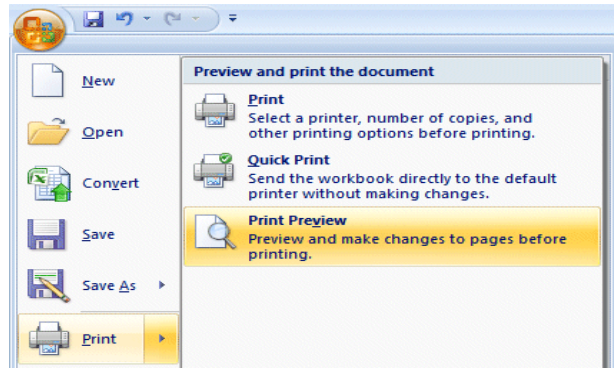 New
Open
Convert
Save
Save As
Print
Preview and print the document
Print
Select a printer, number of copies, and
other printing options before printing.
Quick Print
Send the workbook directly to the default
printer without making changes.
Print Preview
Preview and make changes to pages before
printing.